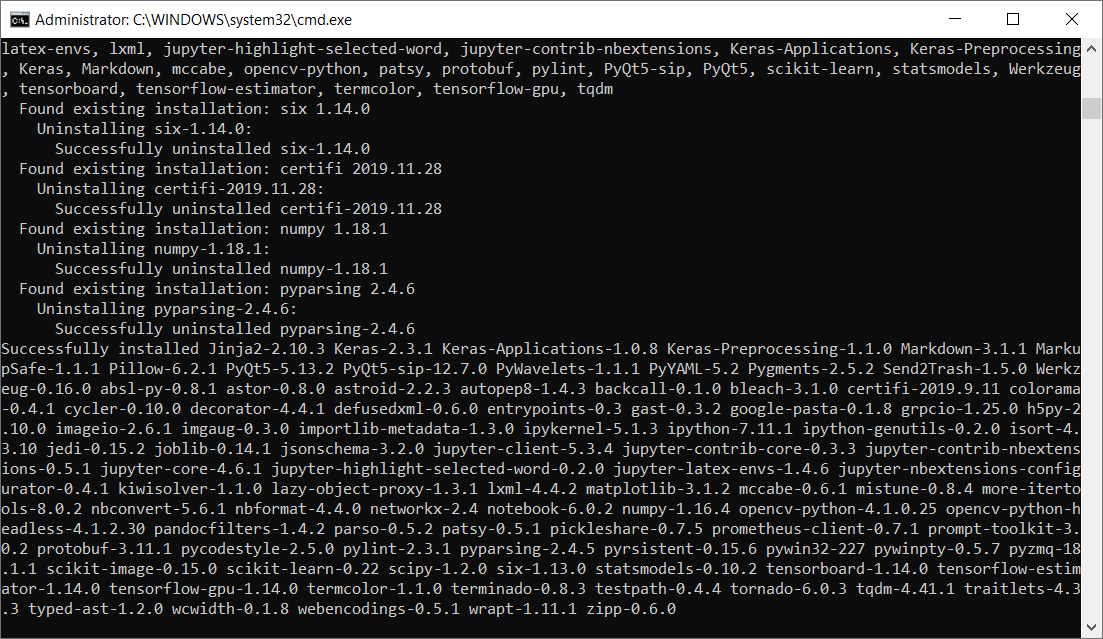 Administrator: C:\WINDOWS\system32\cmd.exe
latex-envs, lxml, jupyter-highlight-selected-word, jupyter-contrib-nbextensions, Keras-Applications, Keras-Preprocessing
, Keras, Markdown, mccabe, opencv-python, patsy, protobuf, pylint, PyQt5-sip, PyQt5, scikit-learn, statsmodels, Werkzeug
, tensorboard, tensorflow-estimator, termcolor, tensorflow-gpu, tqdm
  Found existing installation: six 1.14.0
    Uninstalling six-1.14.0:
      Successfully uninstalled six-1.14.0
  Found existing installation: certifi 2019.11.28
    Uninstalling certifi-2019.11.28:
      Successfully uninstalled certifi-2019.11.28
  Found existing installation: numpy 1.18.1
    Uninstalling numpy-1.18.1:
      Successfully uninstalled numpy-1.18.1
  Found existing installation: pyparsing 2.4.6
    Uninstalling pyparsing-2.4.6:
      Successfully uninstalled pyparsing-2.4.6
Successfully installed Jinja2-2.10.3 Keras-2.3.1 Keras-Applications-1.0.8 Keras-Preprocessing-1.1.0 Markdown-3.1.1 Marku
pSafe-1.1.1 Pillow-6.2.1 PyQt5-5.13.2 PyQt5-sip-12.7.0 PyWavelets-1.1.1 PyYAML-5.2 Pygments-2.5.2 Send2Trash-1.5.0 Werkz
eug-0.16.0 absl-py-0.8.1 astor-0.8.0 astroid-2.2.3 autopep8-1.4.3 backcall-0.1.0 bleach-3.1.0 certifi-2019.9.11 colorama
-0.4.1 cycler-0.10.0 decorator-4.4.1 defusedxml-0.6.0 entrypoints-0.3 gast-0.3.2 google-pasta-0.1.8 grpcio-1.25.0 h5py-2
.10.0 imageio-2.6.1 imgaug-0.3.0 importlib-metadata-1.3.0 ipykernel-5.1.3 ipython-7.11.1 ipython-genutils-0.2.0 isort-4.
3.10 jedi-0.15.2 joblib-0.14.1 jsonschema-3.2.0 jupyter-client-5.3.4 jupyter-contrib-core-0.3.3 jupyter-contrib-nbextens
ions-0.5.1 jupyter-core-4.6.1 jupyter-highlight-selected-word-0.2.0 jupyter-latex-envs-1.4.6 jupyter-nbextensions-config
urator-0.4.1 kiwisolver-1.1.0 lazy-object-proxy-1.3.1 lxml-4.4.2 matplotlib-3.1.2 mccabe-0.6.1 mistune-0.8.4 more-iterto
ols-8.0.2 nbconvert-5.6.1 nbformat-4.4.0 networkx-2.4 notebook-6.0.2 numpy-1.16.4 opencv-python-4.1.0.25 opencv-python-h
eadless-4.1.2.30 pandocfilters-1.4.2 parso-0.5.2 patsy-0.5.1 pickleshare-0.7.5 prometheus-client-0.7.1 prompt-toolkit-3.
0.2 protobuf-3.11.1 pycodestyle-2.5.0 pylint-2.3.1 pyparsing-2.4.5 pyrsistent-0.15.6 pywin32-227 pywinpty-0.5.7 pyzmq-18
.1.1 scikit-image-0.15.0 scikit-learn-0.22 scipy-1.2.0 six-1.13.0 statsmodels-0.10.2 tensorboard-1.14.0 tensorflow-estim
ator-1.14.0 tensorflow-gpu-1.14.0 termcolor-1.1.0 terminado-0.8.3 testpath-0.4.4 tornado-6.0.3 tqdm-4.41.1 traitlets-4.3
.3 typed-ast-1.2.0 wcwidth-0.1.8 webencodings-0.5.1 wrapt-1.11.1 zipp-0.6.0